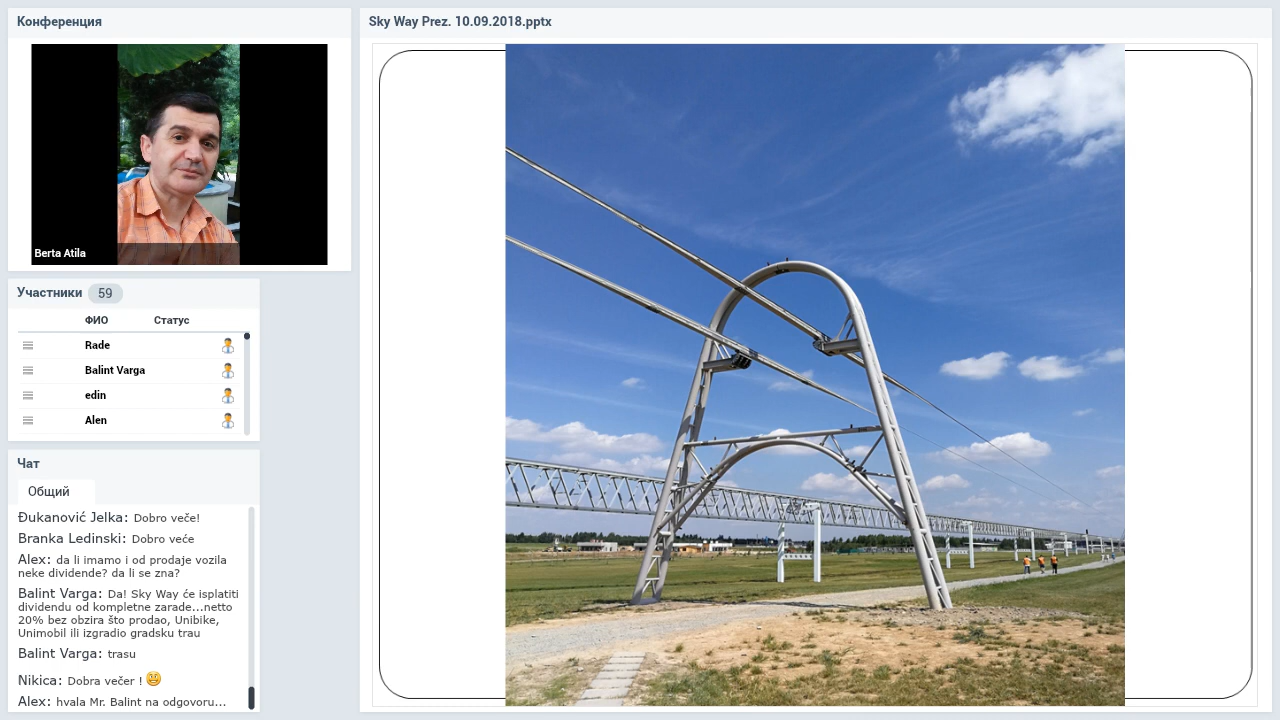 Конференция
Berta Atila
Участники 59
ФИО Статус
Rade
Balint Varga
edin
Alen
Чат
Общий
Đukanović Jelka: Dobro veče!
Branka Ledinski: Dobro veće
Alex: da li imamo i od prodaje vozila
neke dividende? da li se zna?
Balint Varga: Da! Sky Way će isplatiti
dividendu od kompletne zarade...netto
20% bez obzira što prodao, Unibike,
Unimobil ili izgradio gradsku trau
Balint Varga: trasu
Nikica: Dobra večer !
Alex: hvala Mr. Balint na odgovoru...
Sky Way Prez. 10.09.2018.pptx